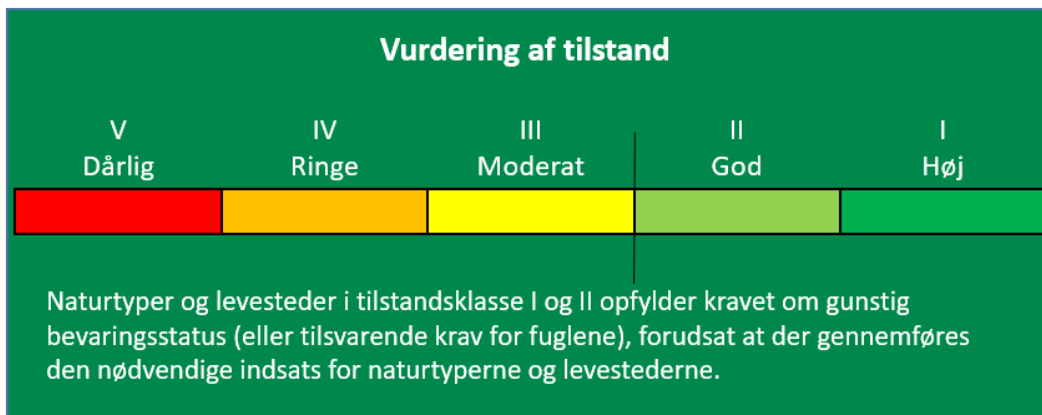 Vurdering af tilstand
V IV III II I
Dårlig Ringe Moderat God Høj
Naturtyper og levesteder i tilstandsklasse I og II opfylder kravet om gunstig
bevaringsstatus (eller tilsvarende krav for fuglene), forudsat at der gennemføres
den nødvendige indsats for naturtyperne og levestederne.